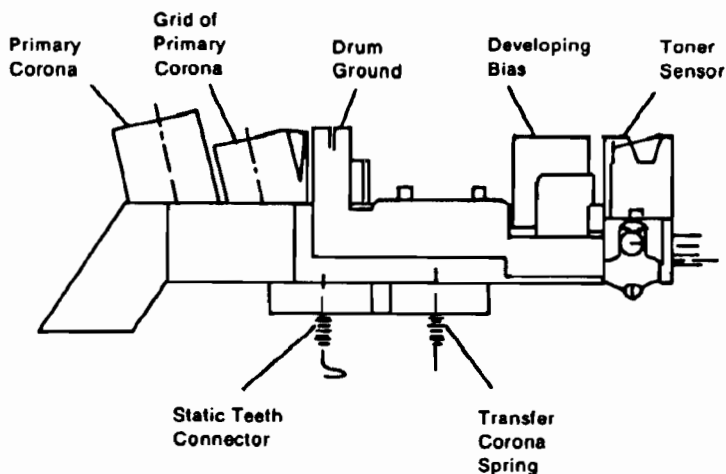 Primary
Corona
Grid of
Primary
Corona
Drum
Ground
Developing
Bias
Toner
Sensor
Static Teeth
Connector
Transfer
Corona
Spring